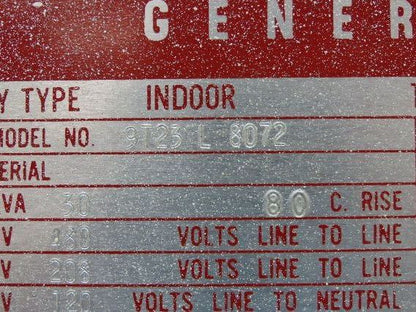 GENER
Y TYPE INDOOR
MODEL NO. 9T23 L 8072
ERIAL
VA 30 80 C. RISE
V 480 VOLTS LINE TO LINE
V 208 VOLTS LINE TO LINE
V 120 VOLTS LINE TO NEUTRAL